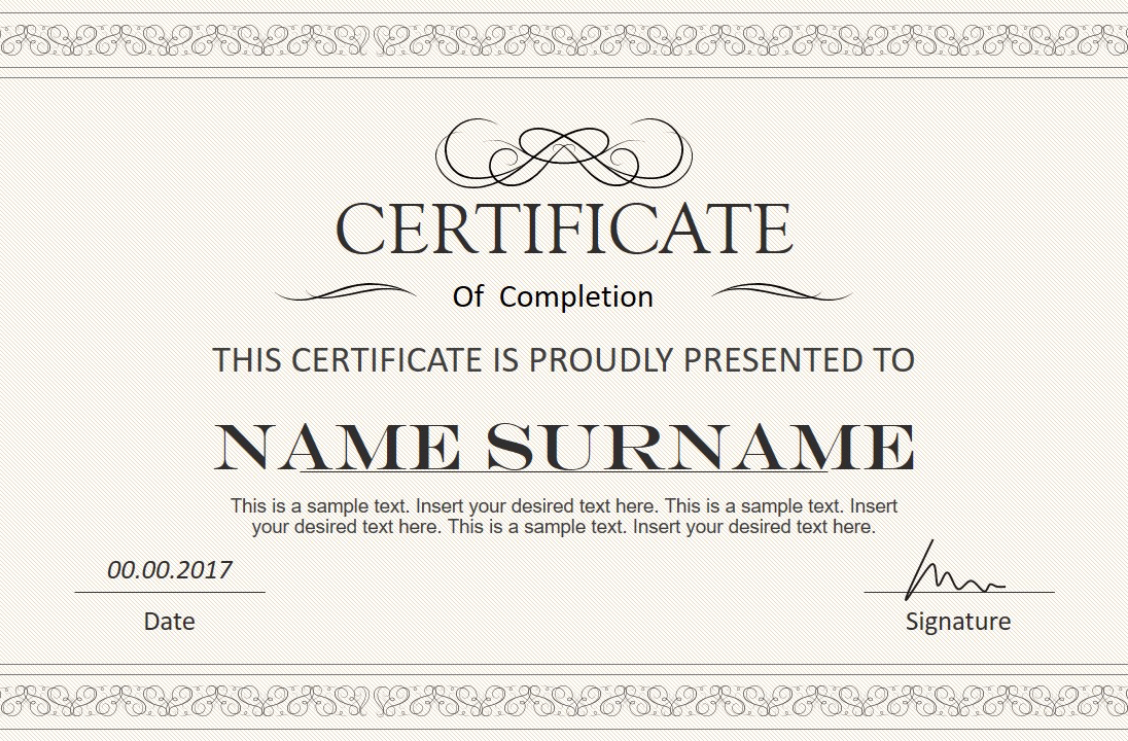 CERTIFICATE
Of Completion
THIS CERTIFICATE IS PROUDLY PRESENTED TO
NAME SURNAME
This is a sample text. Insert your desired text here. This is a sample text. Insert
your desired text here. This is a sample text. Insert your desired text here.
00.00.2017
Date
Signature